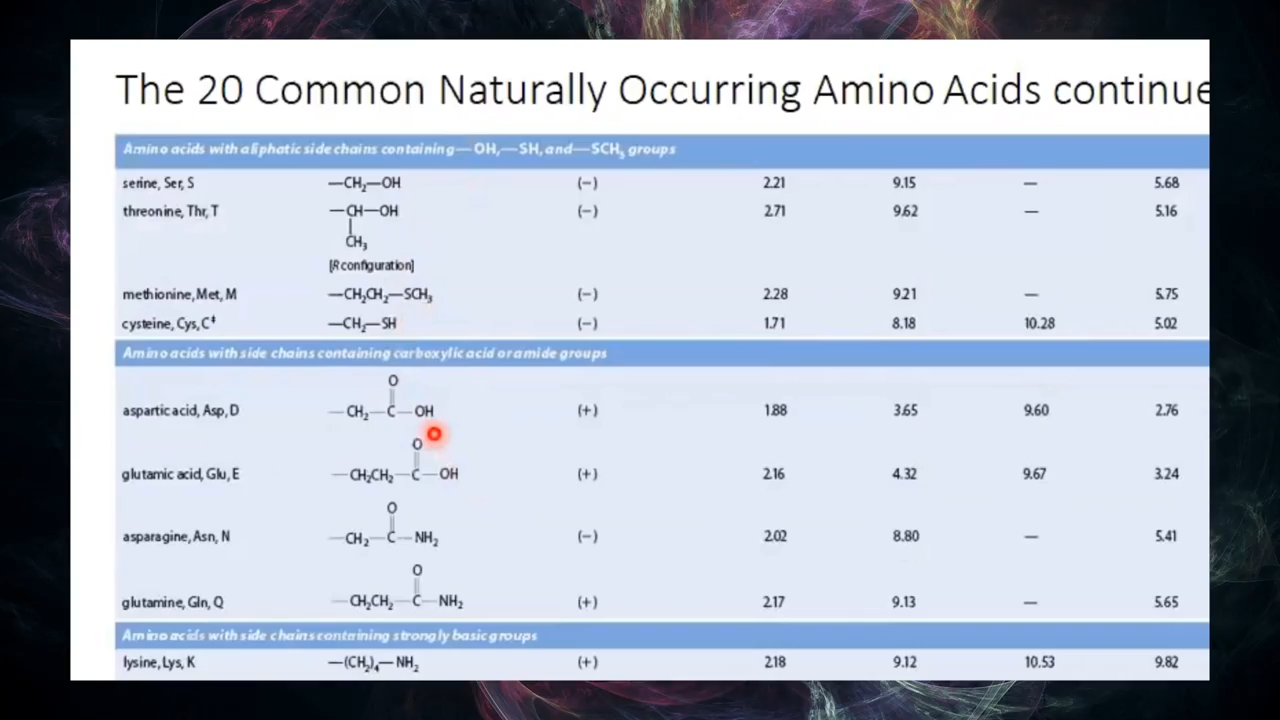 The 20 Common Naturally Occurring Amino Acids continue
Amino acids with aliphatic side chains containing—OH,—SH, and—SCH₃ groups
serine, Ser, S —CH₂—OH (−) 2.21 9.15 — 5.68
threonine, Thr, T —CH—OH (−) 2.71 9.62 — 5.16
CH₃
[R configuration]
methionine, Met, M —CH₂CH₂—SCH₃ (−) 2.28 9.21 — 5.75
cysteine, Cys, C‡ —CH₂—SH (−) 1.71 8.18 10.28 5.02
Amino acids with side chains containing carboxylic acid or amide groups
O
aspartic acid, Asp, D —CH₂—C—OH (+) 1.88 3.65 9.60 2.76
O
glutamic acid, Glu, E —CH₂CH₂—C—OH (+) 2.16 4.32 9.67 3.24
O
asparagine, Asn, N —CH₂—C—NH₂ (−) 2.02 8.80 — 5.41
O
glutamine, Gln, Q —CH₂CH₂—C—NH₂ (+) 2.17 9.13 — 5.65
Amino acids with side chains containing strongly basic groups
lysine, Lys, K —(CH₂)₄—NH₂ (+) 2.18 9.12 10.53 9.82